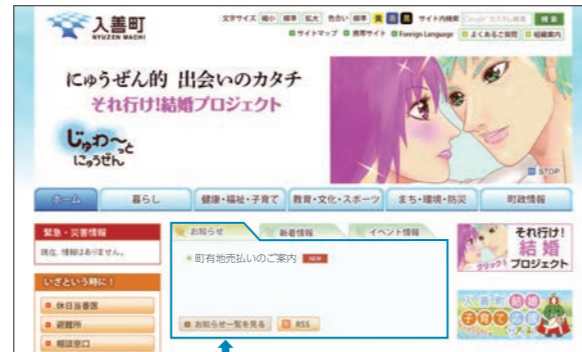 入善町
NYUZEN MACHI
文字サイズ 縮小 標準 拡大 色合い 標準 黄 青 黒 サイト内検索 検索
サイトマップ 携帯サイト Foreign Language よくあるご質問 組織案内
にゅうぜん的 出会いのカタチ
それ行け!結婚プロジェクト
じゅわ〜っと
にゅうぜん
STOP
ホーム 暮らし 健康・福祉・子育て 教育・文化・スポーツ まち・環境・防災 町政情報
緊急・災害情報
現在、情報はありません。
いざという時に!
休日当番医
避難所
相談窓口
お知らせ 新着情報 イベント情報
町有地売払いのご案内 NEW
お知らせ一覧を見る RSS
それ行け!
結婚
プロジェクト
クリック
入善町結婚
子育て応援